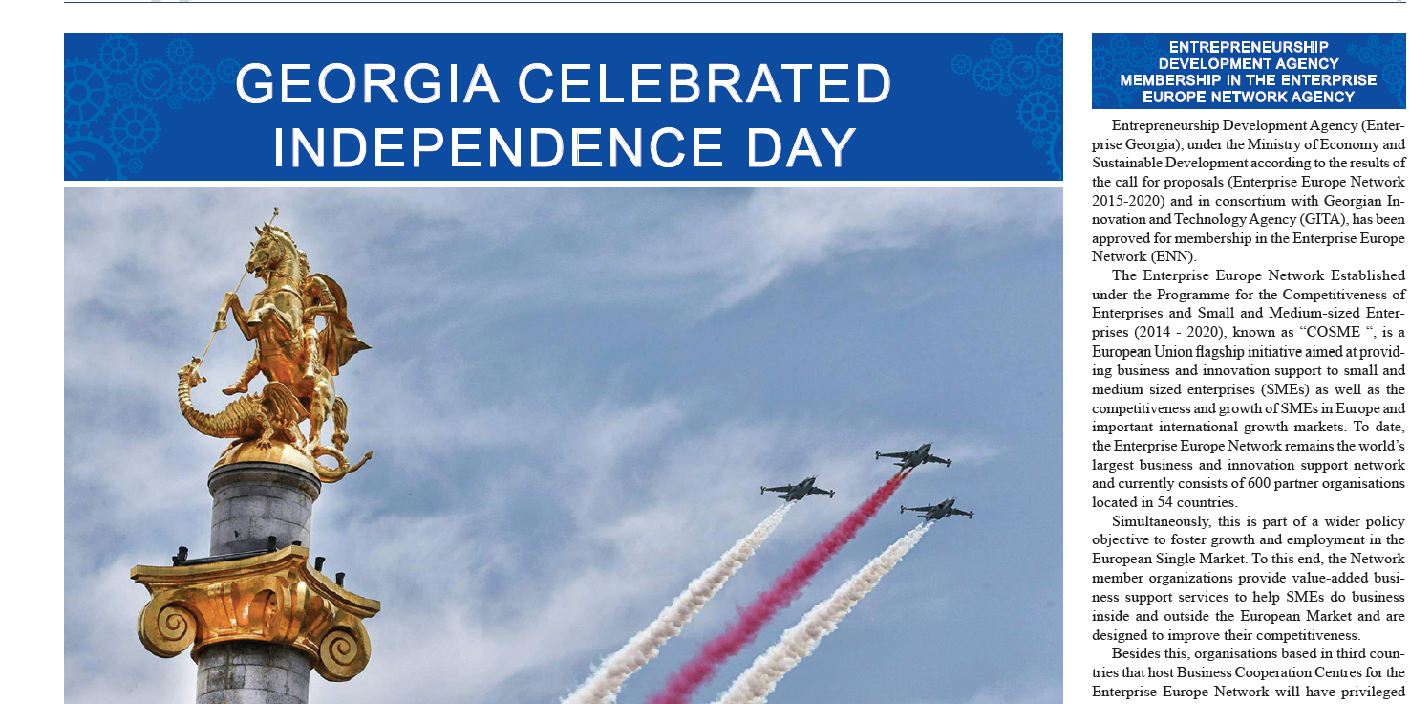 GEORGIA CELEBRATED
INDEPENDENCE DAY
ENTREPRENEURSHIP
DEVELOPMENT AGENCY
MEMBERSHIP IN THE ENTERPRISE
EUROPE NETWORK AGENCY
Entrepreneurship Development Agency (Enter-
prise Georgia), under the Ministry of Economy and
Sustainable Development according to the results of
the call for proposals (Enterprise Europe Network
2015-2020) and in consortium with Georgian In-
novation and Technology Agency (GITA), has been
approved for membership in the Enterprise Europe
Network (ENN).
The Enterprise Europe Network Established
under the Programme for the Competitiveness of
Enterprises and Small and Medium-sized Enter-
prises (2014 - 2020), known as “COSME “, is a
European Union flagship initiative aimed at provid-
ing business and innovation support to small and
medium sized enterprises (SMEs) as well as the
competitiveness and growth of SMEs in Europe and
important international growth markets. To date,
the Enterprise Europe Network remains the world’s
largest business and innovation support network
and currently consists of 600 partner organisations
located in 54 countries.
Simultaneously, this is part of a wider policy
objective to foster growth and employment in the
European Single Market. To this end, the Network
member organizations provide value-added busi-
ness support services to help SMEs do business
inside and outside the European Market and are
designed to improve their competitiveness.
Besides this, organisations based in third coun-
tries that host Business Cooperation Centres for the
Enterprise Europe Network will have privileged